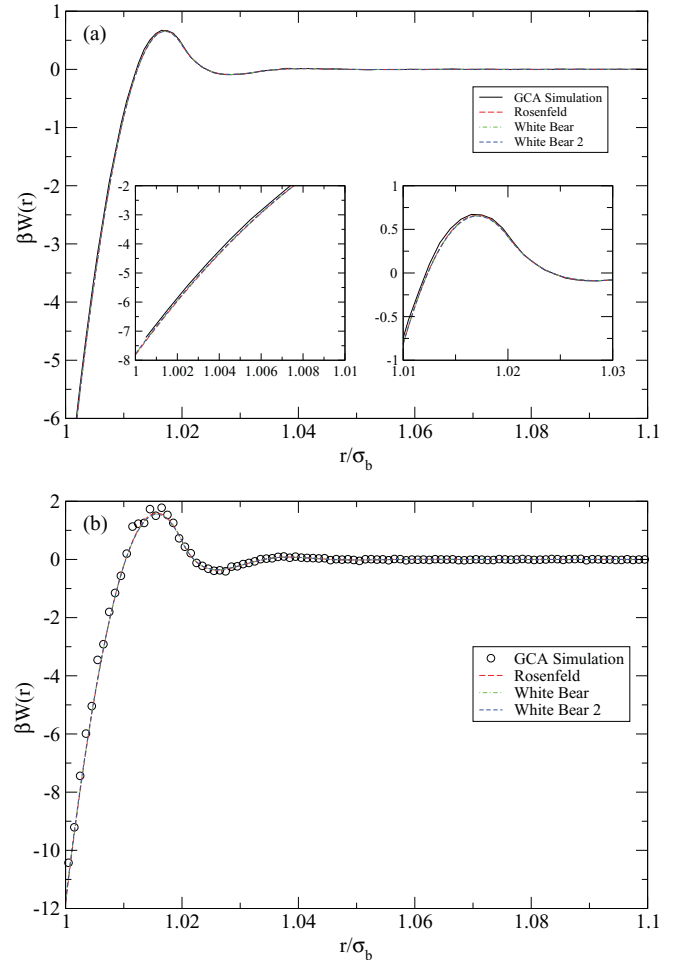 (a)
0
-1
-2
-3
-4
-5
-6
βW(r)
GCA Simulation
Rosenfeld
White Bear
White Bear 2
-2
-3
-4
-5
-6
-7
-8
1 1.002 1.004 1.006 1.008 1.01
1
0.5
0
-0.5
-1
1.01 1.02 1.03
1 1.02 1.04 1.06 1.08 1.1
r/σb
(b)
2
0
-2
-4
-6
-8
-10
-12
βW(r)
GCA Simulation
Rosenfeld
White Bear
White Bear 2
1 1.02 1.04 1.06 1.08 1.1
r/σb